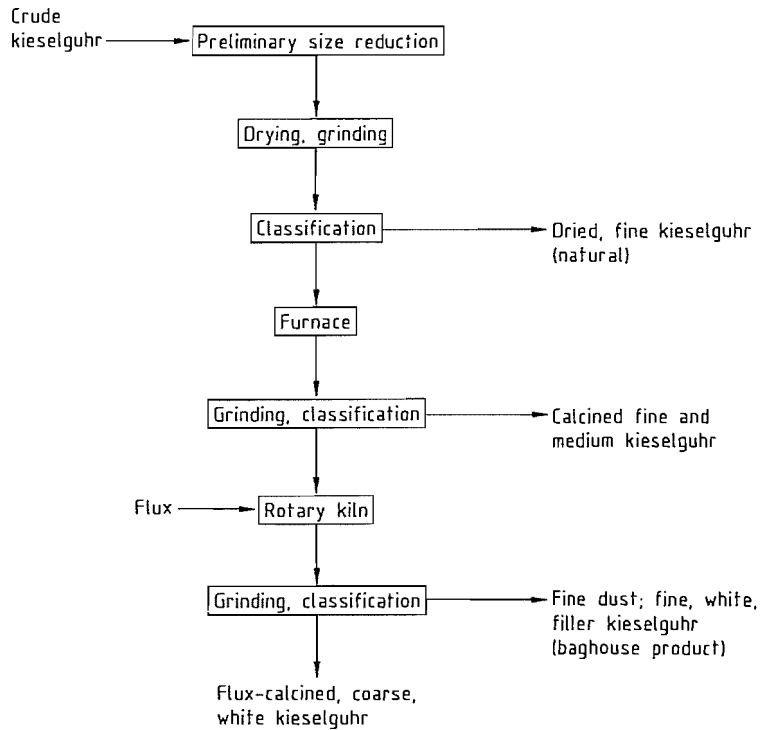 Crude
kieselguhr
Preliminary size reduction
Drying, grinding
Classification
Dried, fine kieselguhr
(natural)
Furnace
Grinding, classification
Calcined fine and
medium kieselguhr
Flux
Rotary kiln
Grinding, classification
Fine dust; fine, white,
filler kieselguhr
(baghouse product)
Flux-calcined, coarse,
white kieselguhr